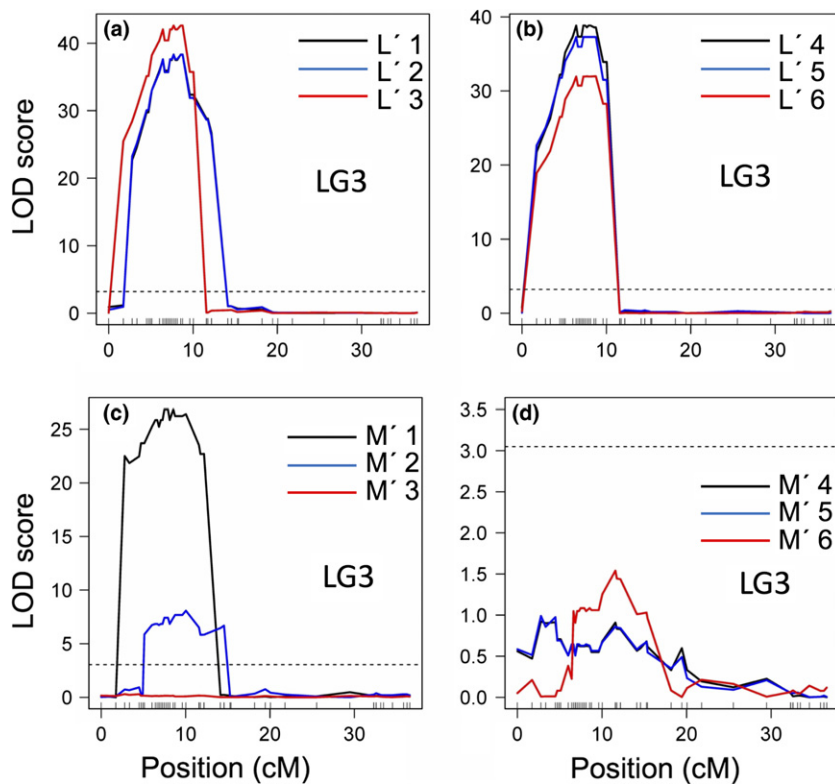 (a)
L´ 1
L´ 2
L´ 3
LG3
LOD score
40
30
20
10
0
0 10 20 30
(b)
L´ 4
L´ 5
L´ 6
LG3
40
30
20
10
0
0 10 20 30
(c)
M´ 1
M´ 2
M´ 3
LG3
LOD score
25
20
15
10
5
0
0 10 20 30
Position (cM)
(d)
M´ 4
M´ 5
M´ 6
LG3
3.5
3.0
2.5
2.0
1.5
1.0
0.5
0.0
0 10 20 30
Position (cM)